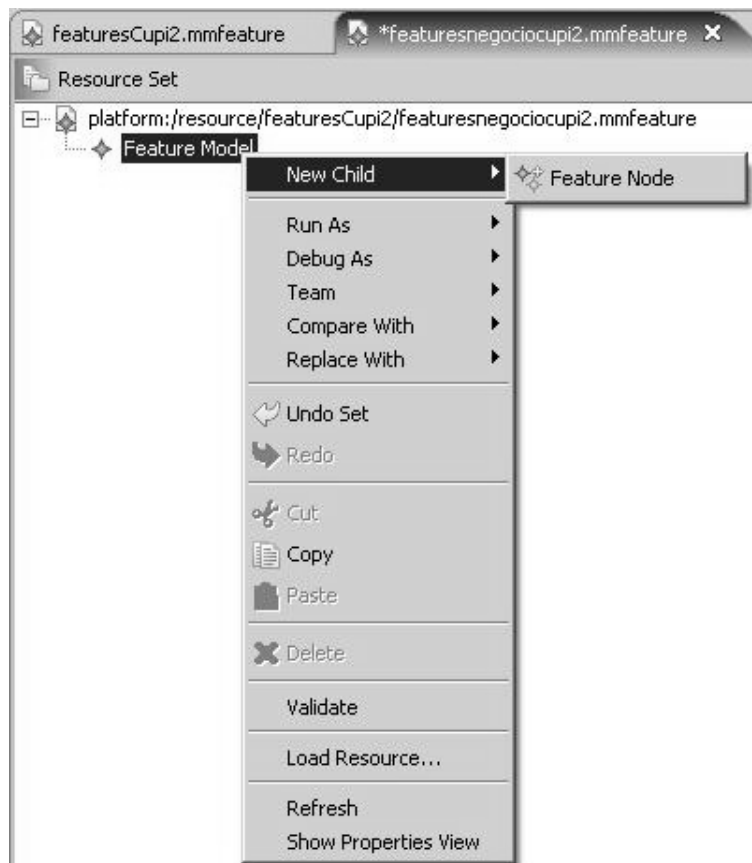 featuresCupi2.mmfeature
*featuresnegociocupi2.mmfeature
Resource Set
platform:/resource/featuresCupi2/featuresnegociocupi2.mmfeature
Feature Model
New Child
Feature Node
Run As
Debug As
Team
Compare With
Replace With
Undo Set
Redo
Cut
Copy
Paste
Delete
Validate
Load Resource...
Refresh
Show Properties View